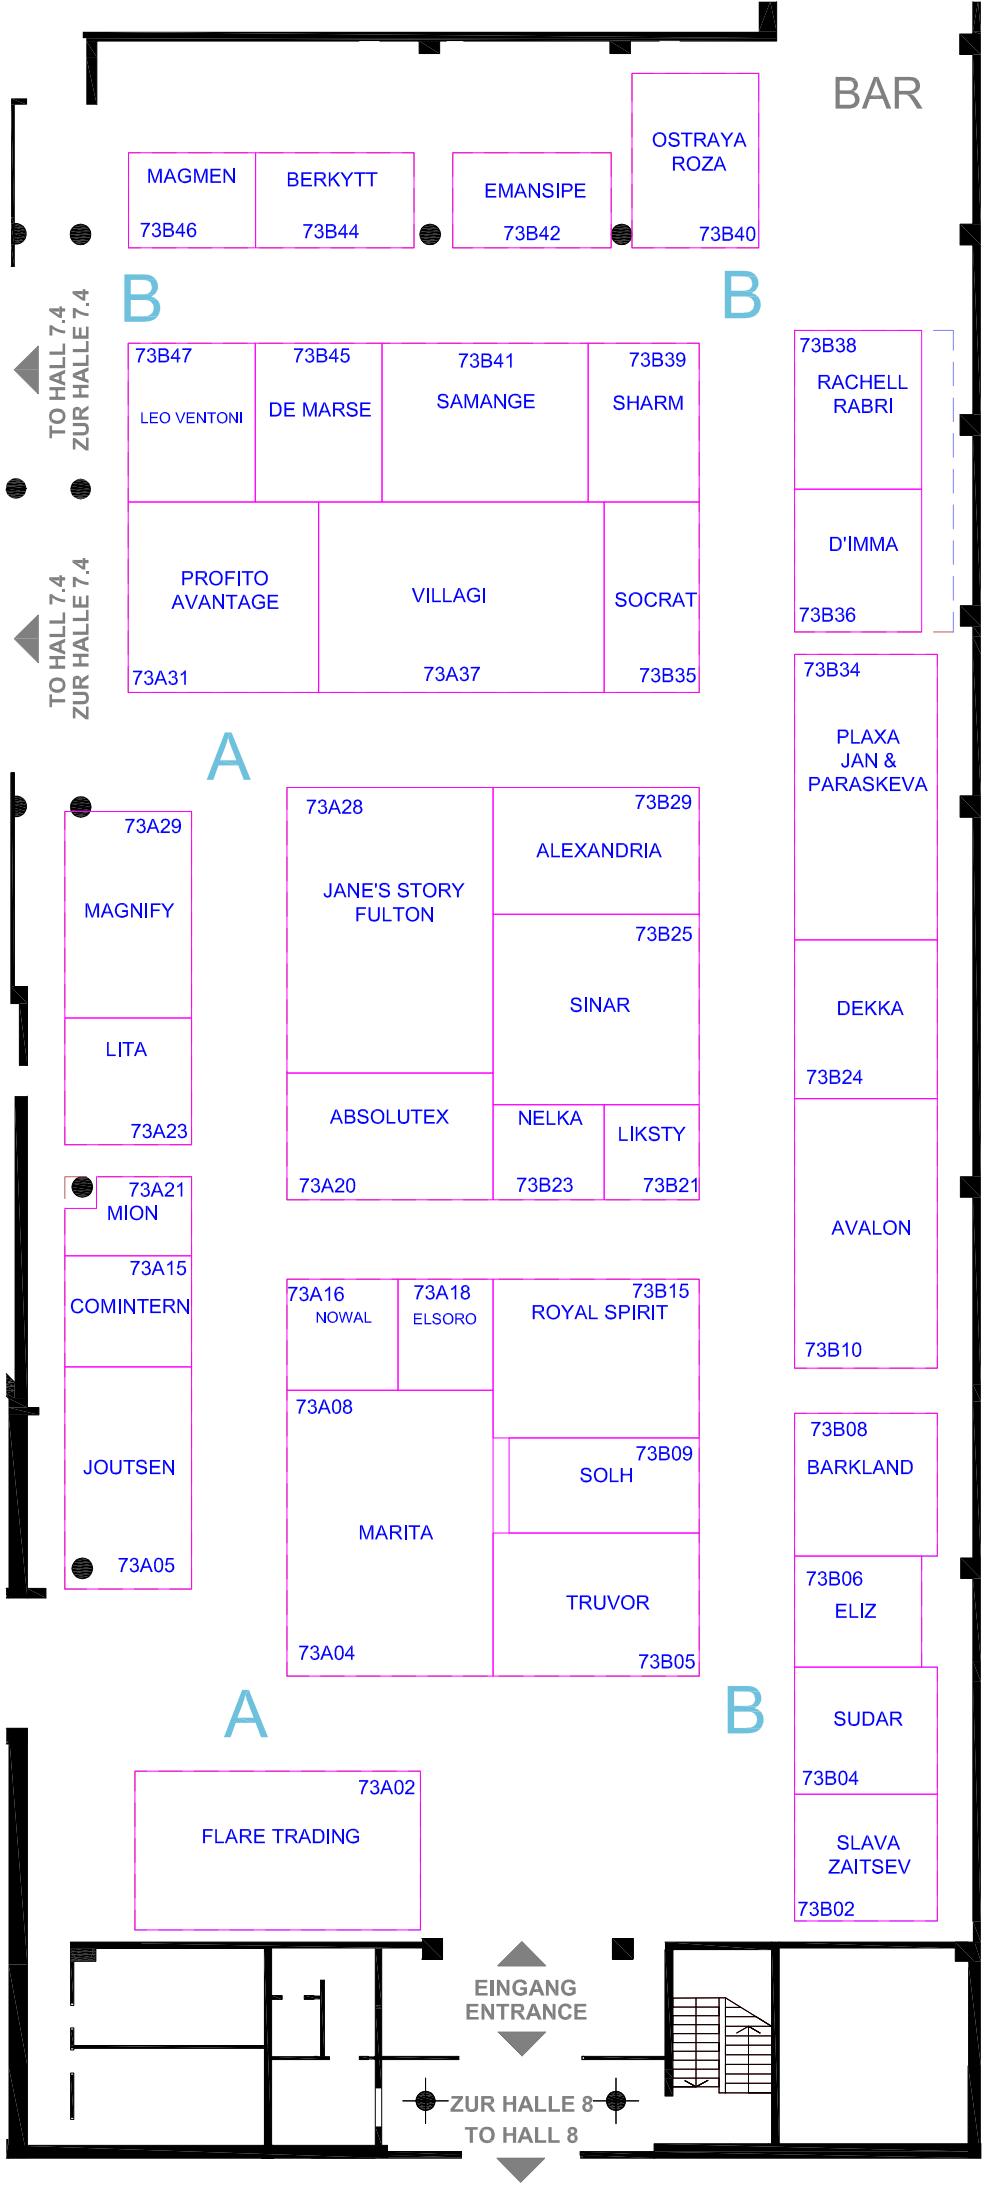 BAR
OSTRAYA
ROZA
73B40
MAGMEN
73B46
BERKYTT
73B44
EMANSIPE
73B42
B
B
TO HALL 7.4
ZUR HALLE 7.4
73B47
LEO VENTONI
73B45
DE MARSE
73B41
SAMANGE
73B39
SHARM
73B38
RACHELL
RABRI
D'IMMA
73B36
TO HALL 7.4
ZUR HALLE 7.4
PROFITO
AVANTAGE
73A31
VILLAGI
73A37
SOCRAT
73B35
73B34
PLAXA
JAN &
PARASKEVA
A
73A29
MAGNIFY
73A28
JANE'S STORY
FULTON
73B29
ALEXANDRIA
73B25
SINAR
DEKKA
73B24
LITA
73A23
ABSOLUTEX
73A20
NELKA
73B23
LIKSTY
73B21
AVALON
73B10
73A21
MION
73A15
COMINTERN
73A16
NOWAL
73A18
ELSORO
73B15
ROYAL SPIRIT
JOUTSEN
73A05
73A08
MARITA
73A04
73B09
SOLH
TRUVOR
73B05
73B08
BARKLAND
73B06
ELIZ
SUDAR
73B04
A
B
73A02
FLARE TRADING
SLAVA
ZAITSEV
73B02
EINGANG
ENTRANCE
ZUR HALLE 8
TO HALL 8